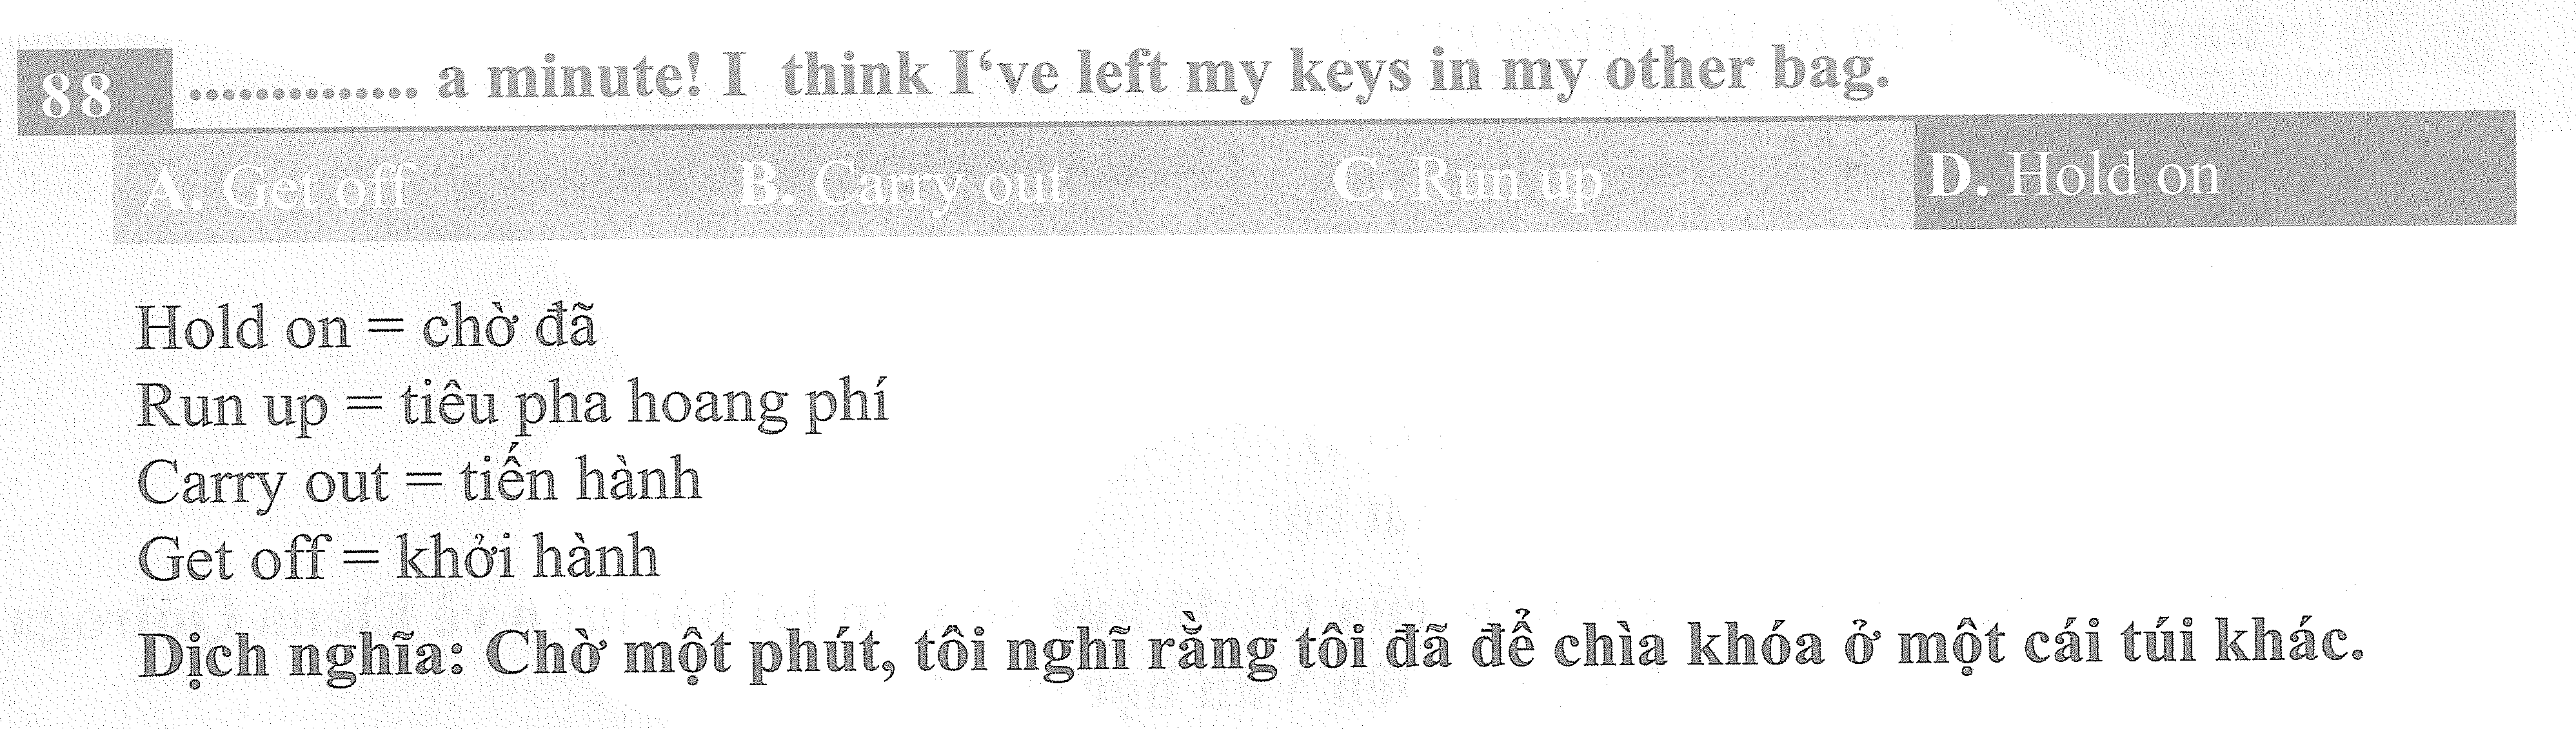 88 ............. a minute! I think I‘ve left my keys in my other bag.
A. Get off B. Carry out C. Run up D. Hold on
Hold on = chờ đã
Run up = tiêu pha hoang phí
Carry out = tiến hành
Get off = khởi hành
Dịch nghĩa: Chờ một phút, tôi nghĩ rằng tôi đã để chìa khóa ở một cái túi khác.